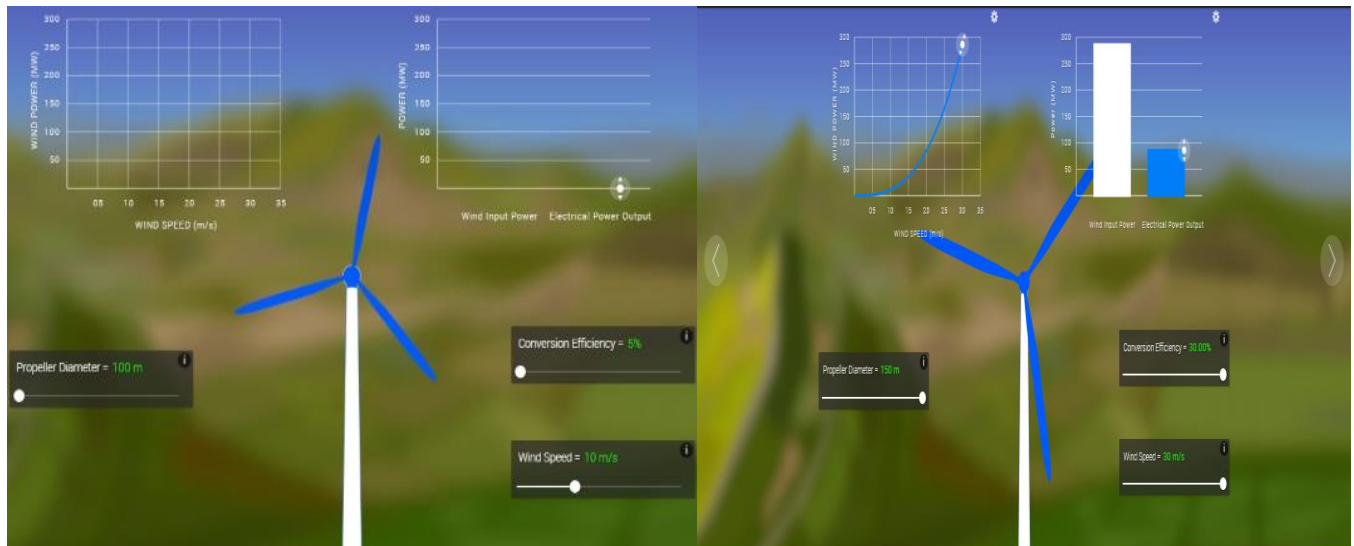 300
250
200
150
100
50
WIND POWER (MW)
05 10 15 20 25 30 35
WIND SPEED (m/s)
300
250
200
150
100
50
POWER (MW)
Wind Input Power Electrical Power Output
Propeller Diameter = 100 m
i
Conversion Efficiency = 5%
i
Wind Speed = 10 m/s
i
300
250
200
150
100
50
WIND POWER (MW)
05 10 15 20 25 30 35
WIND SPEED (m/s)
300
250
200
150
100
50
Power (MW)
Wind Input Power Electrical Power Output
Propeller Diameter = 150 m
i
Conversion Efficiency = 30.00%
i
Wind Speed = 30 m/s
i